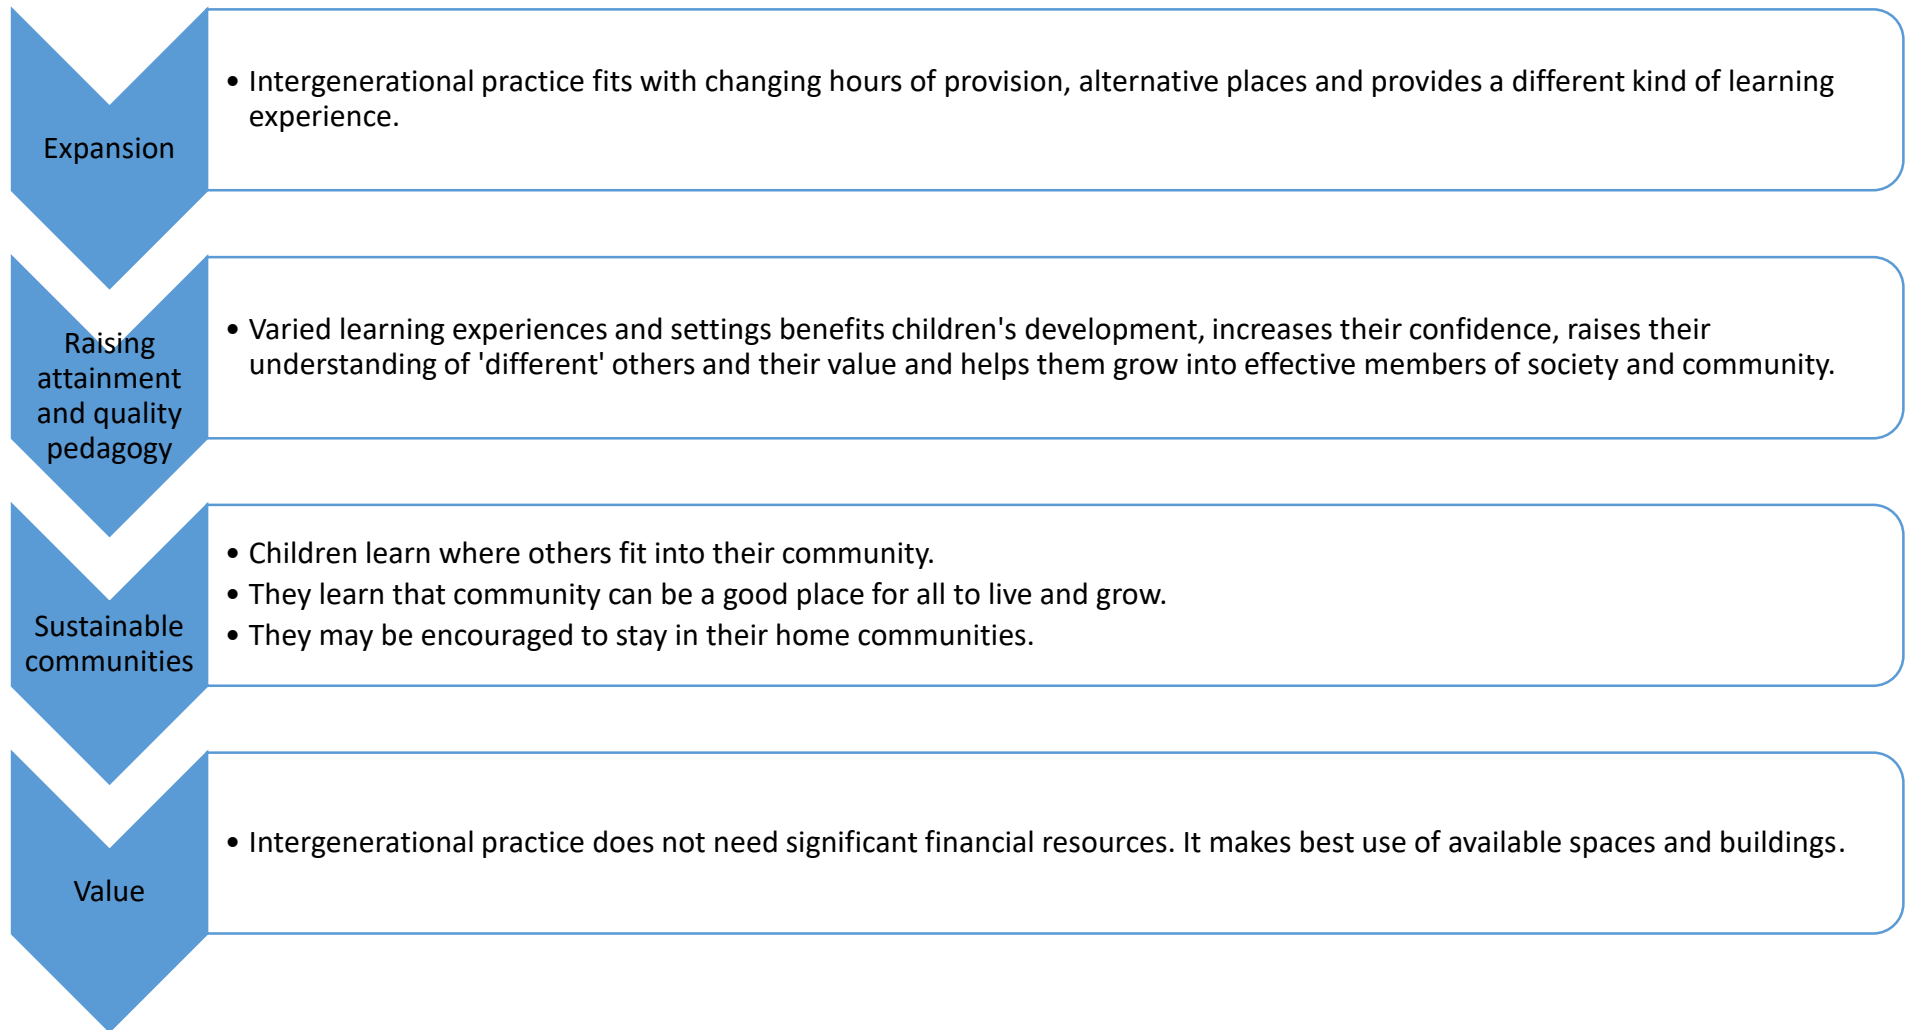 Expansion
• Intergenerational practice fits with changing hours of provision, alternative places and provides a different kind of learning
experience.
Raising
attainment
and quality
pedagogy
• Varied learning experiences and settings benefits children's development, increases their confidence, raises their
understanding of 'different' others and their value and helps them grow into effective members of society and community.
Sustainable
communities
• Children learn where others fit into their community.
• They learn that community can be a good place for all to live and grow.
• They may be encouraged to stay in their home communities.
Value
• Intergenerational practice does not need significant financial resources. It makes best use of available spaces and buildings.